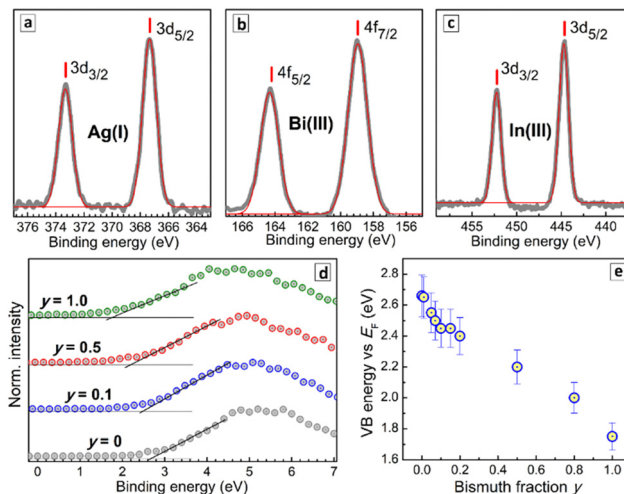 a
3d5/2
3d3/2
Ag(I)
376 374 372 370 368 366 364
Binding energy (eV)
b
4f7/2
4f5/2
Bi(III)
166 164 162 160 158 156
Binding energy (eV)
c
3d5/2
3d3/2
In(III)
455 450 445 440
Binding energy (eV)
d
Norm. intensity
y = 1.0
y = 0.5
y = 0.1
y = 0
0 1 2 3 4 5 6 7
Binding energy (eV)
e
VB energy vs EF (eV)
2.8
2.6
2.4
2.2
2.0
1.8
1.6
0.0 0.2 0.4 0.6 0.8 1.0
Bismuth fraction y